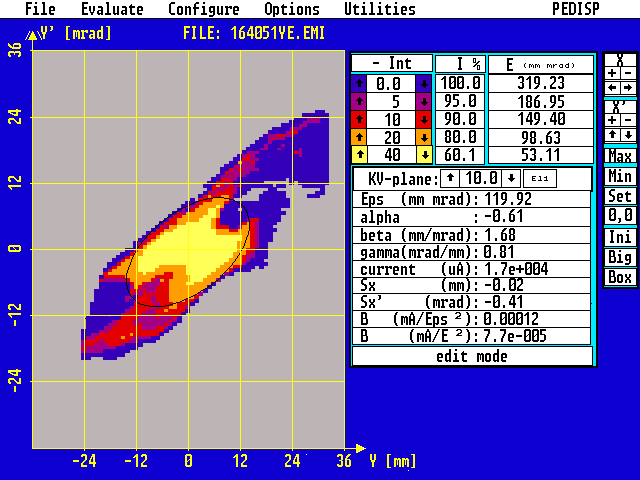 File Evaluate Configure Options Utilities PEDISP
Y' [mrad] FILE: 164051YE.EMI
36
24
12
0
-12
-24
-24 -12 0 12 24 36 Y [mm]
- Int I % E (mm mrad)
0.0 100.0 319.23
5 95.0 186.95
10 90.0 149.40
20 80.0 98.63
40 60.1 53.11
KV-plane: 10.0 Ell
Eps (mm mrad): 119.92
alpha : -0.61
beta (mm/mrad): 1.68
gamma(mrad/mm): 0.81
current (uA): 1.7e+004
Sx (mm): -0.02
Sx' (mrad): -0.41
B (mA/Eps ²): 0.00012
B (mA/E ²): 7.7e-005
edit mode
X
+ -
X'
+ -
Max
Min
Set
0,0
Ini
Big
Box